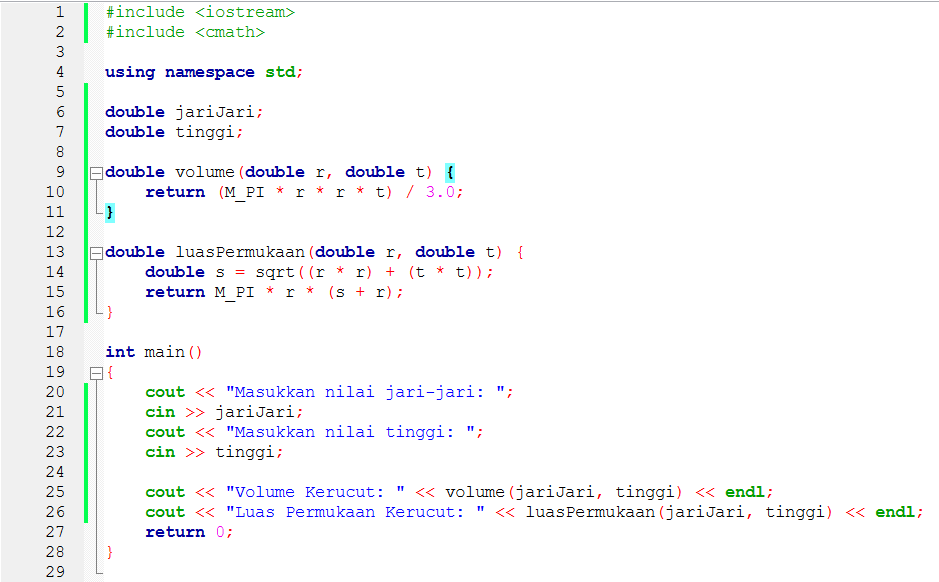 1 #include <iostream>
2 #include <cmath>
3
4 using namespace std;
5
6 double jariJari;
7 double tinggi;
8
9 double volume(double r, double t) {
10     return (M_PI * r * r * t) / 3.0;
11 }
12
13 double luasPermukaan(double r, double t) {
14     double s = sqrt((r * r) + (t * t));
15     return M_PI * r * (s + r);
16 }
17
18 int main()
19 {
20     cout << "Masukkan nilai jari-jari: ";
21     cin >> jariJari;
22     cout << "Masukkan nilai tinggi: ";
23     cin >> tinggi;
24
25     cout << "Volume Kerucut: " << volume(jariJari, tinggi) << endl;
26     cout << "Luas Permukaan Kerucut: " << luasPermukaan(jariJari, tinggi) << endl;
27     return 0;
28 }
29